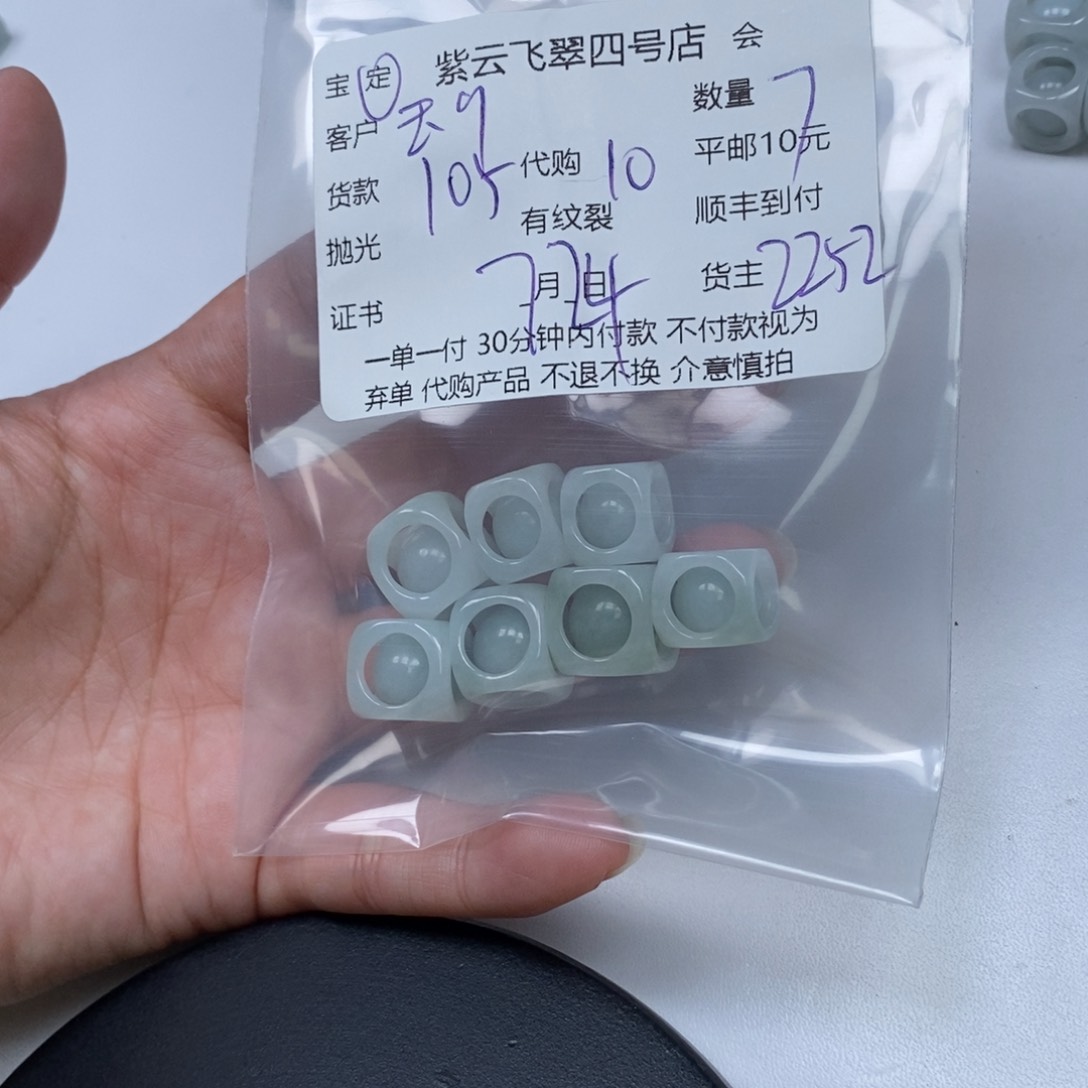 宝 定 紫云飞翠四号店 会
客户 云9 数量 7
货款 105 代购 10 平邮10元
抛光 有纹裂 顺丰到付
证书 7月24日 货主 2252
一单一付 30分钟内付款 不付款视为
弃单 代购产品 不退不换 介意慎拍